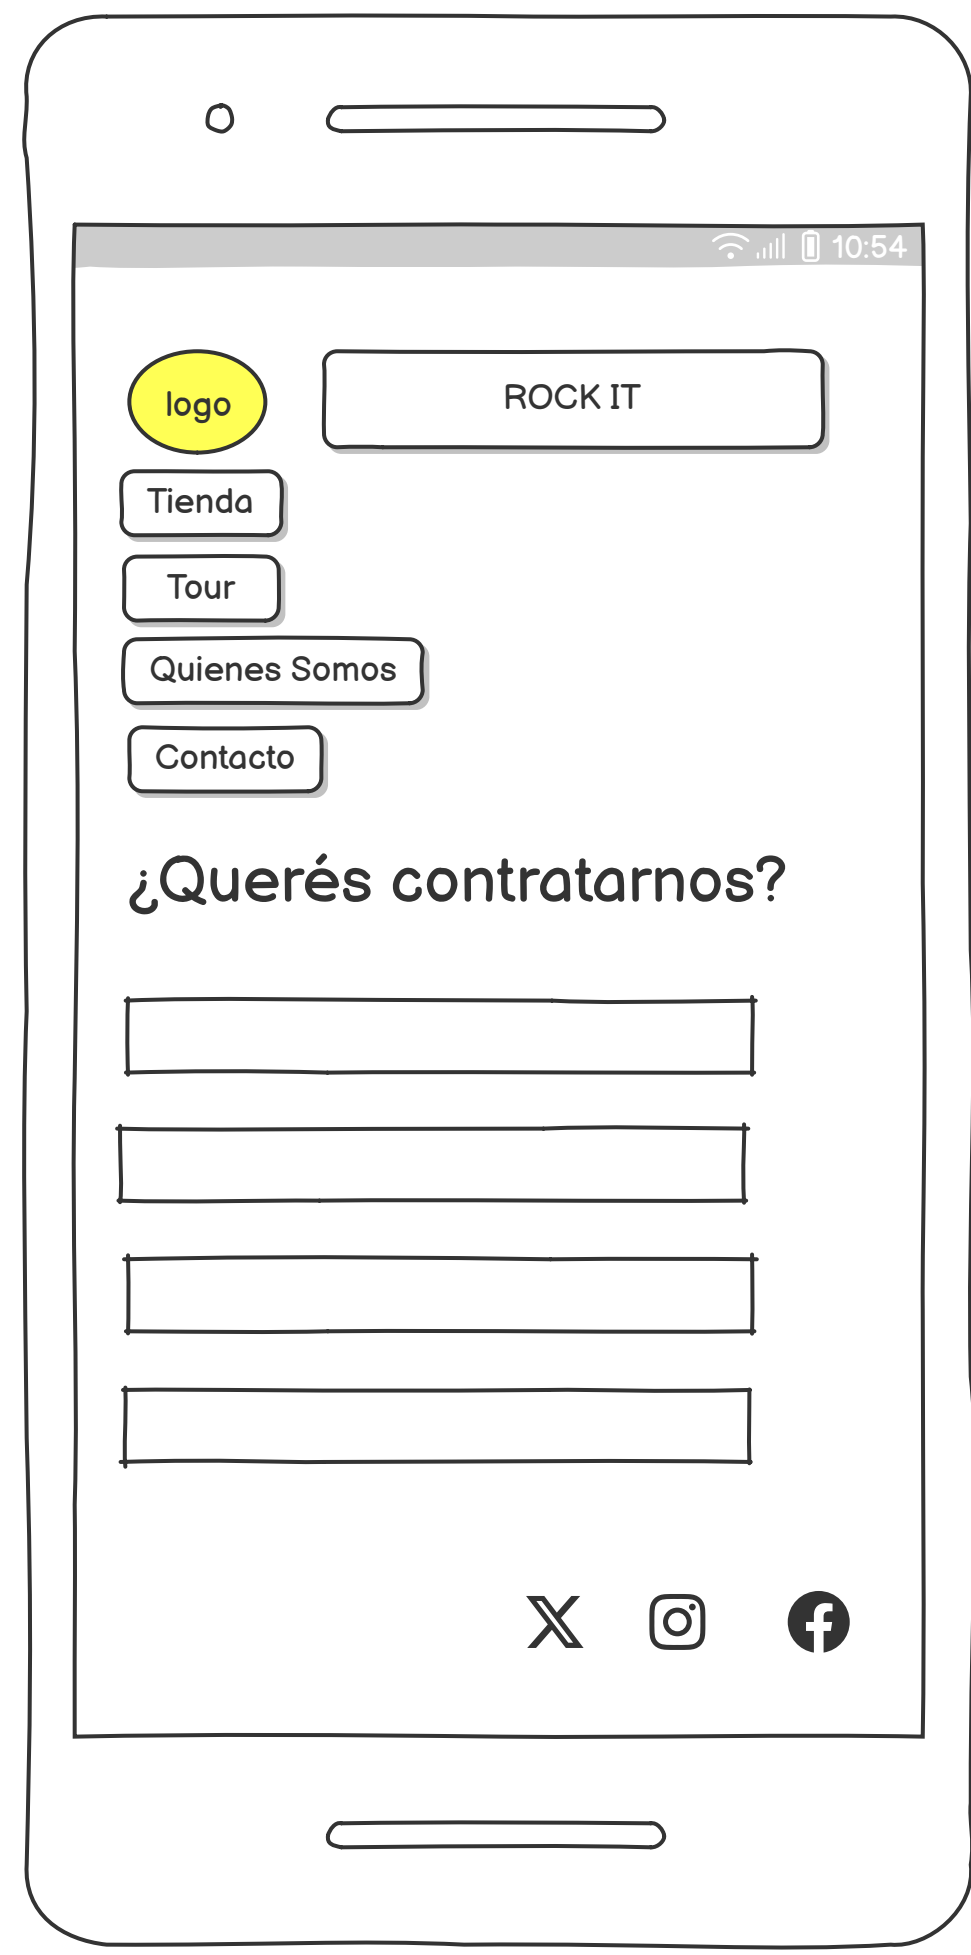 10:54
logo
ROCK IT
Tienda
Tour
Quienes Somos
Contacto
¿Querés contratarnos?